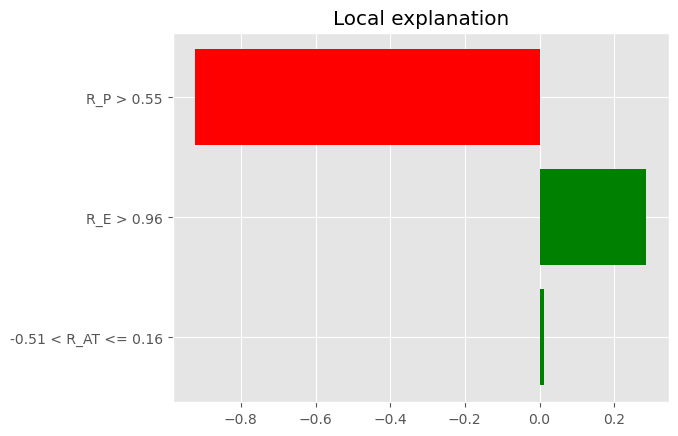 Local explanation
R_P > 0.55
R_E > 0.96
-0.51 < R_AT <= 0.16
−0.8 −0.6 −0.4 −0.2 0.0 0.2